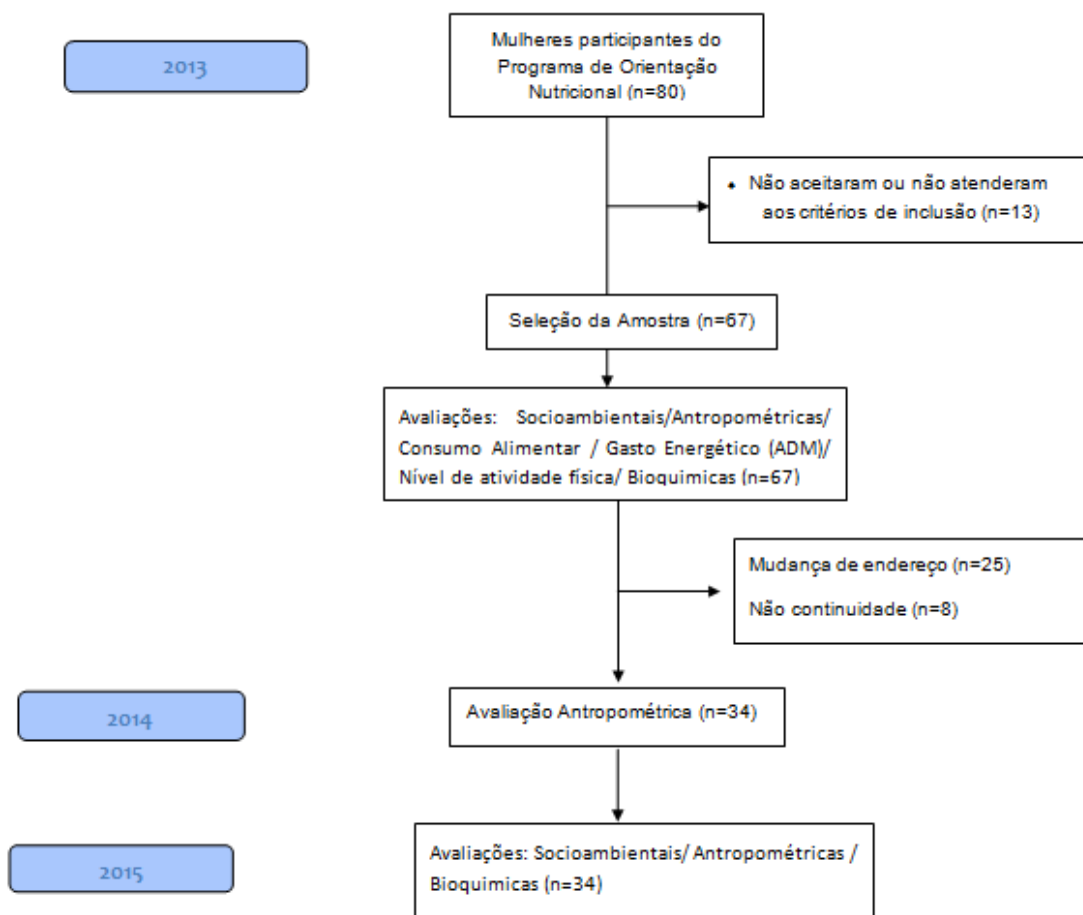 2013
Mulheres participantes do
Programa de Orientação
Nutricional (n=80)
• Não aceitaram ou não atenderam
aos critérios de inclusão (n=13)
Seleção da Amostra (n=67)
Avaliações: Socioambientais/Antropométricas/
Consumo Alimentar / Gasto Energético (ADM)/
Nível de atividade física/ Bioquimicas (n=67)
Mudança de endereço (n=25)
Não continuidade (n=8)
2014
Avaliação Antropométrica (n=34)
2015
Avaliações: Socioambientais/ Antropométricas /
Bioquimicas (n=34)